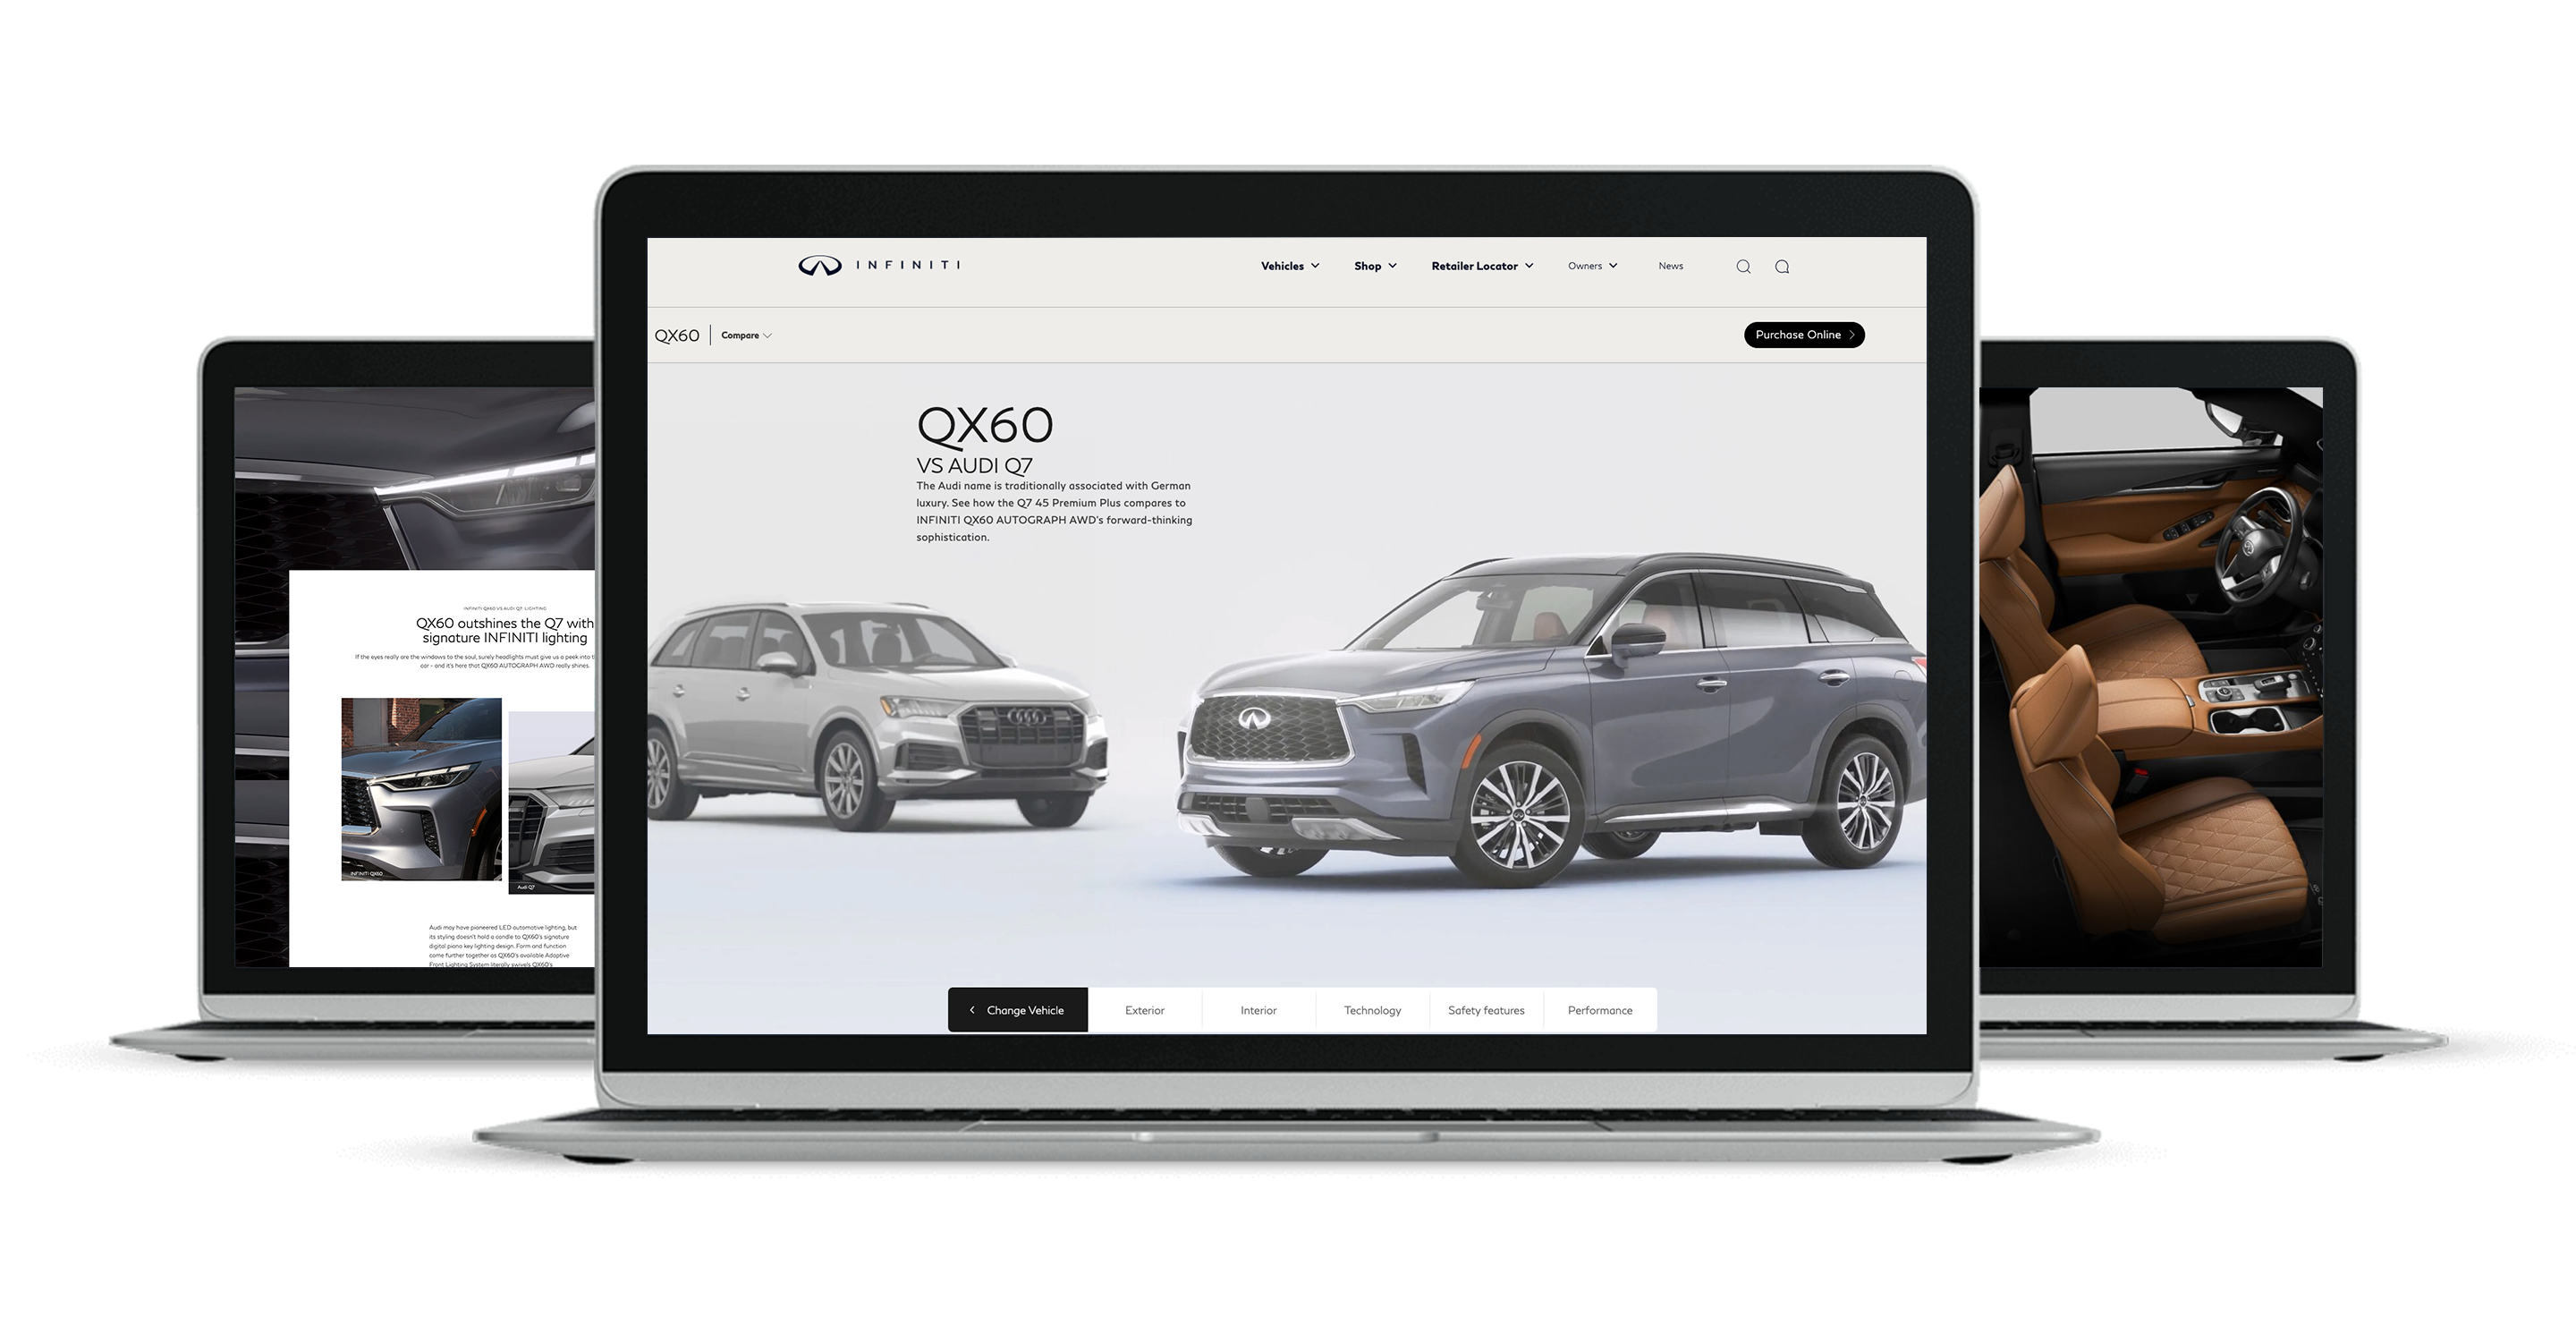 INFINITI
Vehicles
Shop
Retailer Locator
Owners
News
QX60
Compare
Purchase Online
QX60
VS AUDI Q7
The Audi name is traditionally associated with German
luxury. See how the Q7 45 Premium Plus compares to
INFINITI QX60 AUTOGRAPH AWD's forward-thinking
sophistication.
Change Vehicle
Exterior
Interior
Technology
Safety features
Performance
INFINITI QX60 VS AUDI Q7: LIGHTING
QX60 outshines the Q7 with
signature INFINITI lighting
If the eyes really are the windows to the soul, surely headlights must give us a peek into
car - and it's here that QX60 AUTOGRAPH AWD really shines.
INFINITI QX60
Audi Q7
Audi may have pioneered LED automotive lighting, but
its styling doesn't hold a candle to QX60's signature
digital piano key lighting design. Form and function
come further together as QX60's available Adaptive
Front Lighting System literally swivels QX60's